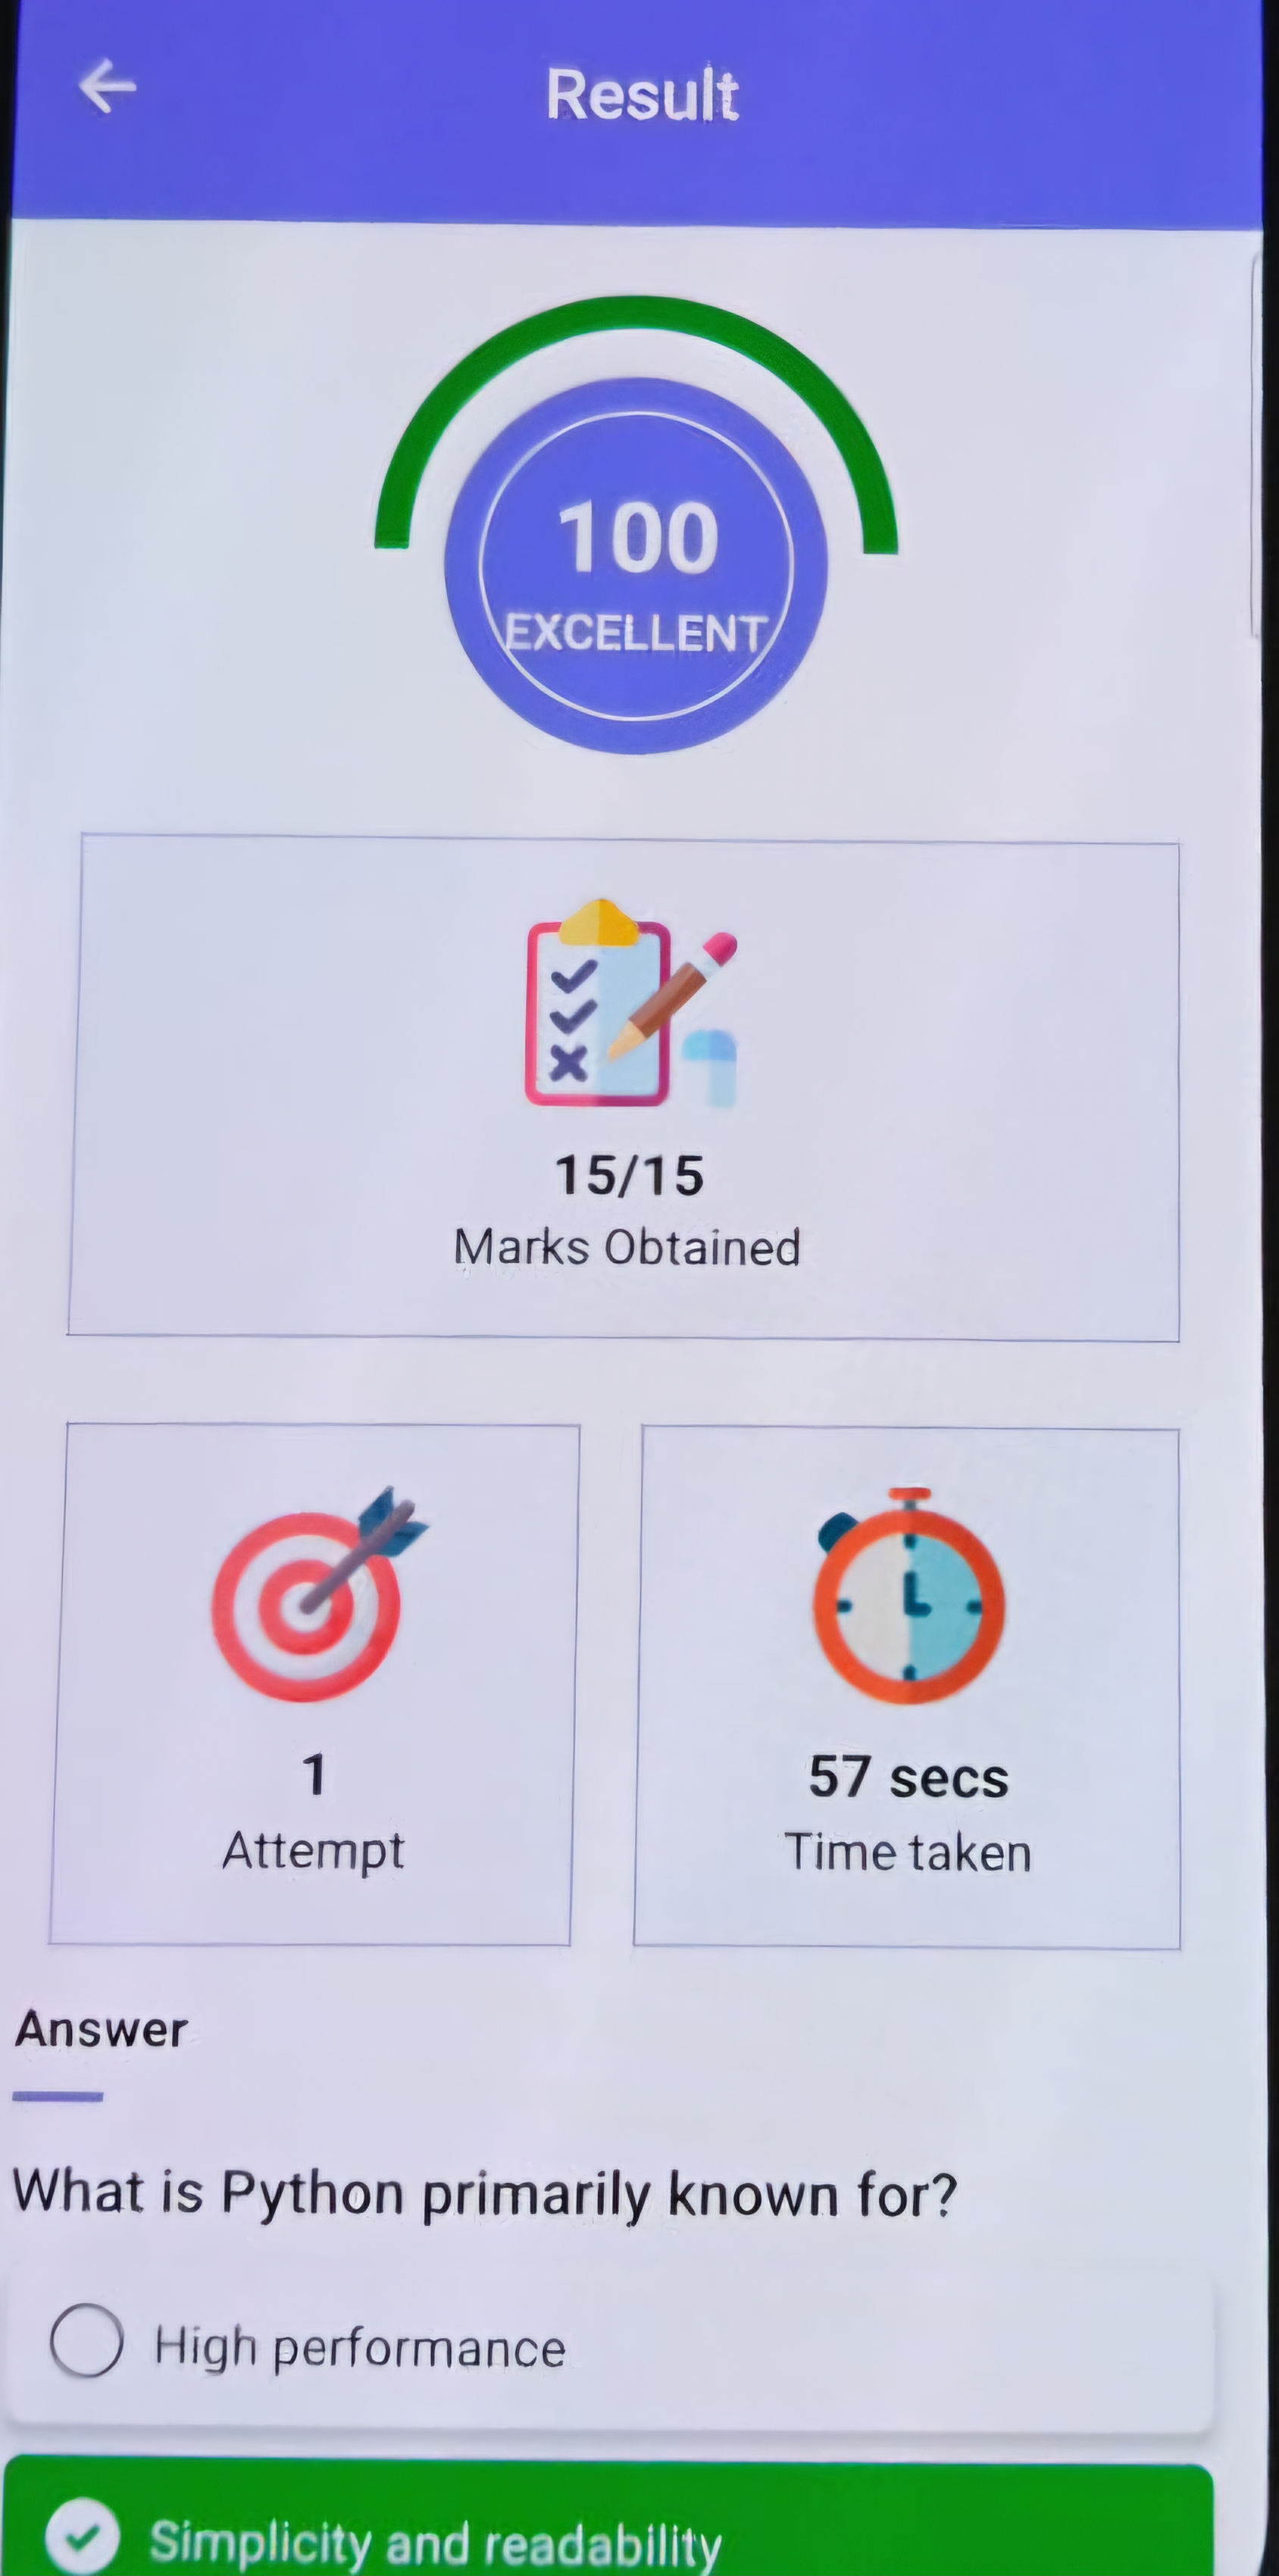 Result
100
EXCELLENT
15/15
Marks Obtained
1
Attempt
57 secs
Time taken
Answer
What is Python primarily known for?
High performance
Simplicity and readability